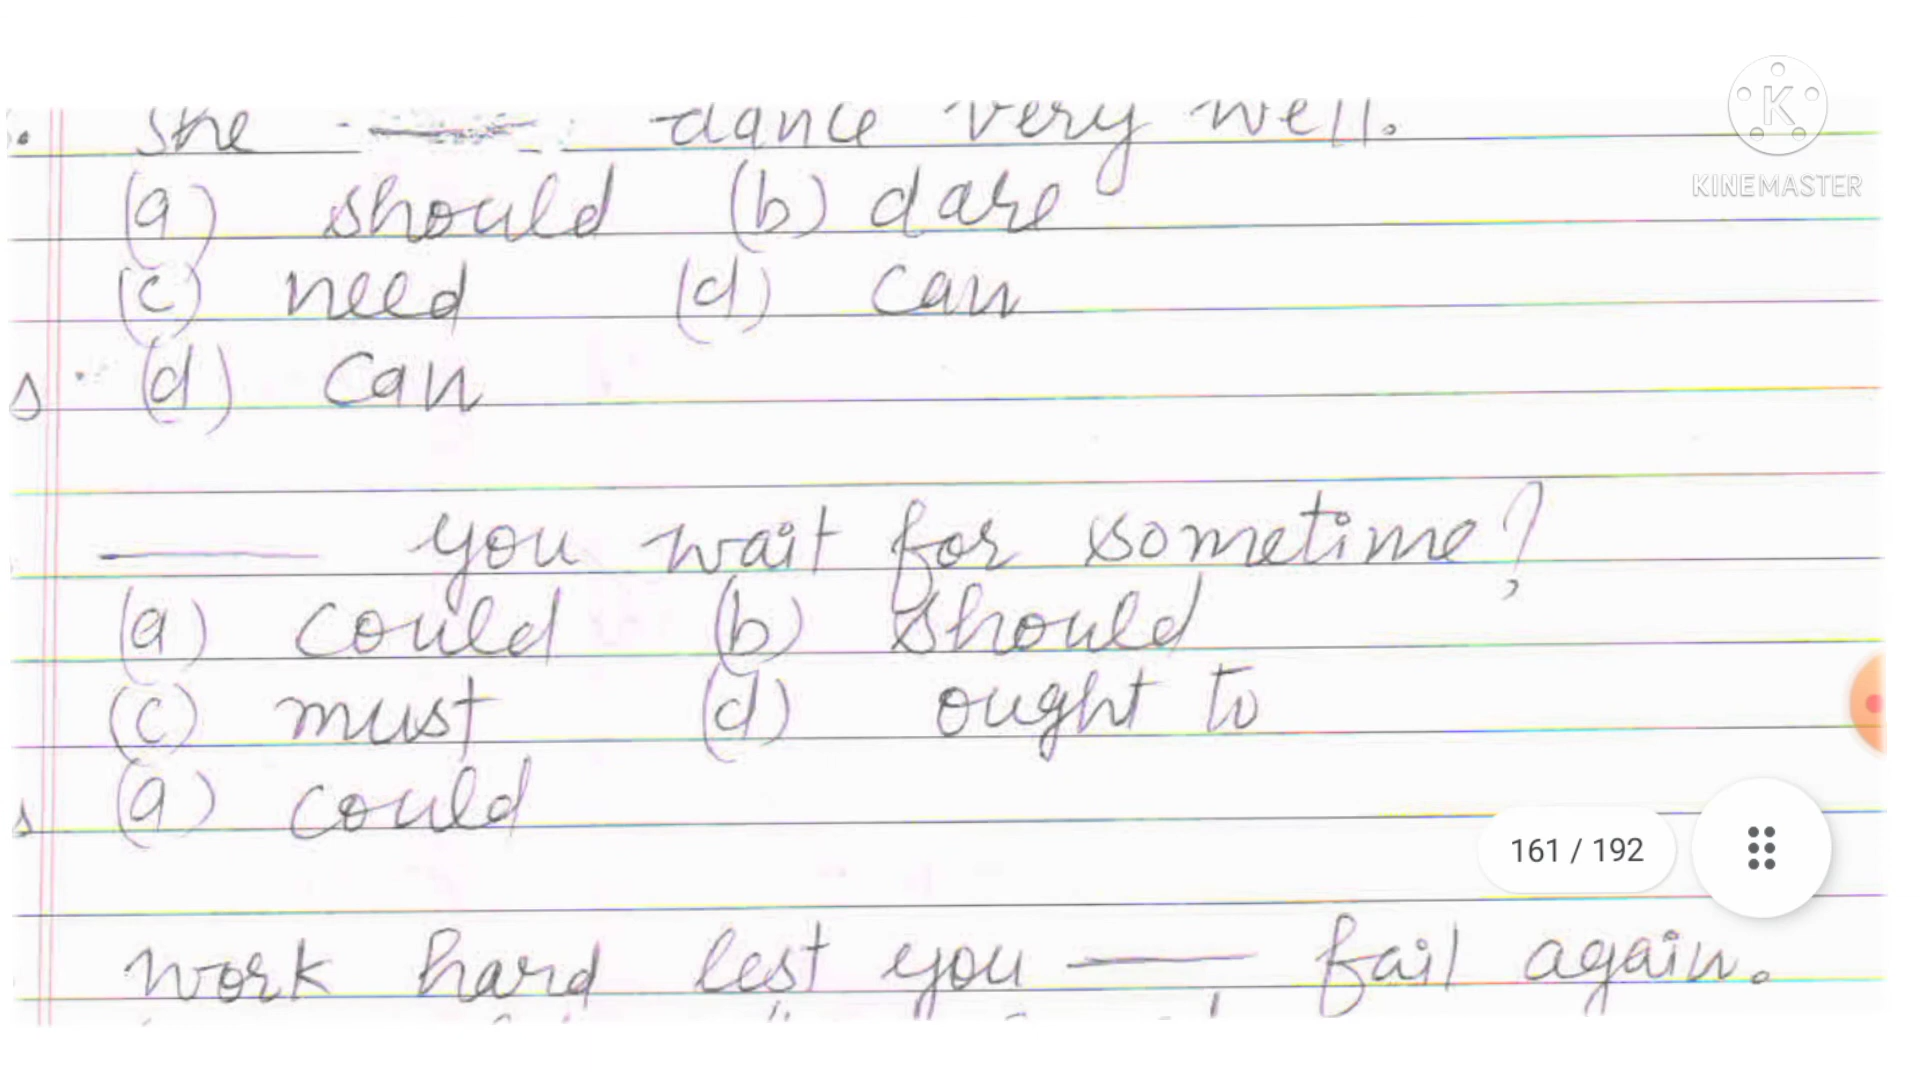 She ____ dance very well.
K
KINEMASTER
(a) should (b) dare
(c) need (d) can
s. (d) can
____ you wait for sometime?
(a) could (b) should
(c) must (d) ought to
s (a) could
161 / 192
work hard lest you ____ fail again.